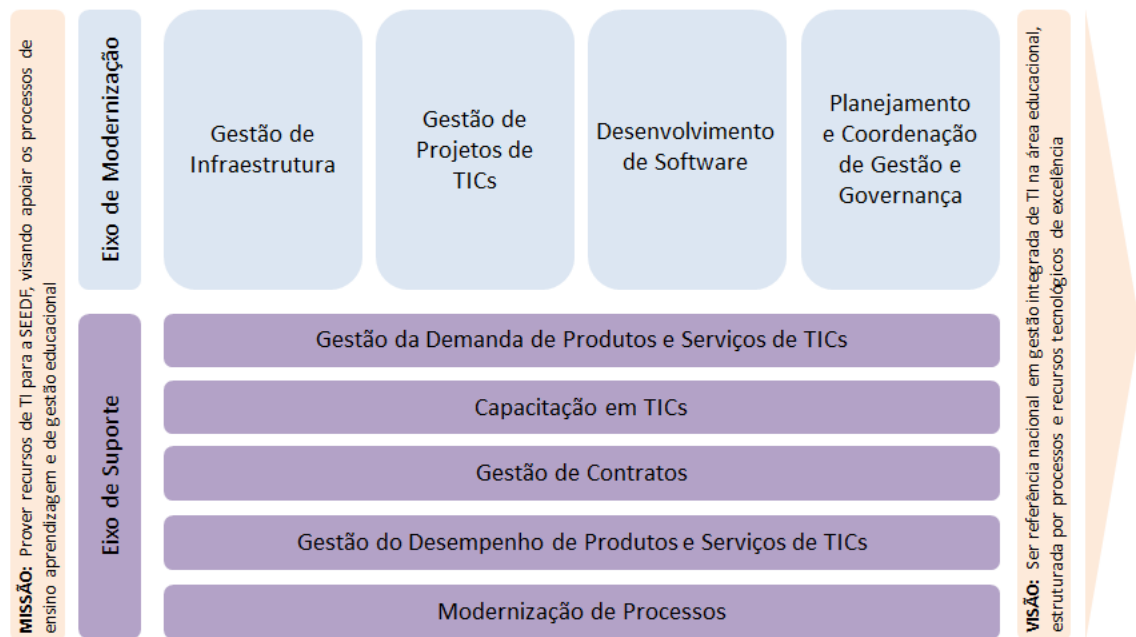 MISSÃO: Prover recursos de TI para a SEEDF, visando apoiar os processos de
ensino aprendizagem e de gestão educacional
Eixo de Modernização
Gestão de
Infraestrutura
Gestão de
Projetos de
TICs
Desenvolvimento
de Software
Planejamento
e Coordenação
de Gestão e
Governança
Eixo de Suporte
Gestão da Demanda de Produtos e Serviços de TICs
Capacitação em TICs
Gestão de Contratos
Gestão do Desempenho de Produtos e Serviços de TICs
Modernização de Processos
VISÃO: Ser referência nacional em gestão integrada de TI na área educacional,
estruturada por processos e recursos tecnológicos de excelência